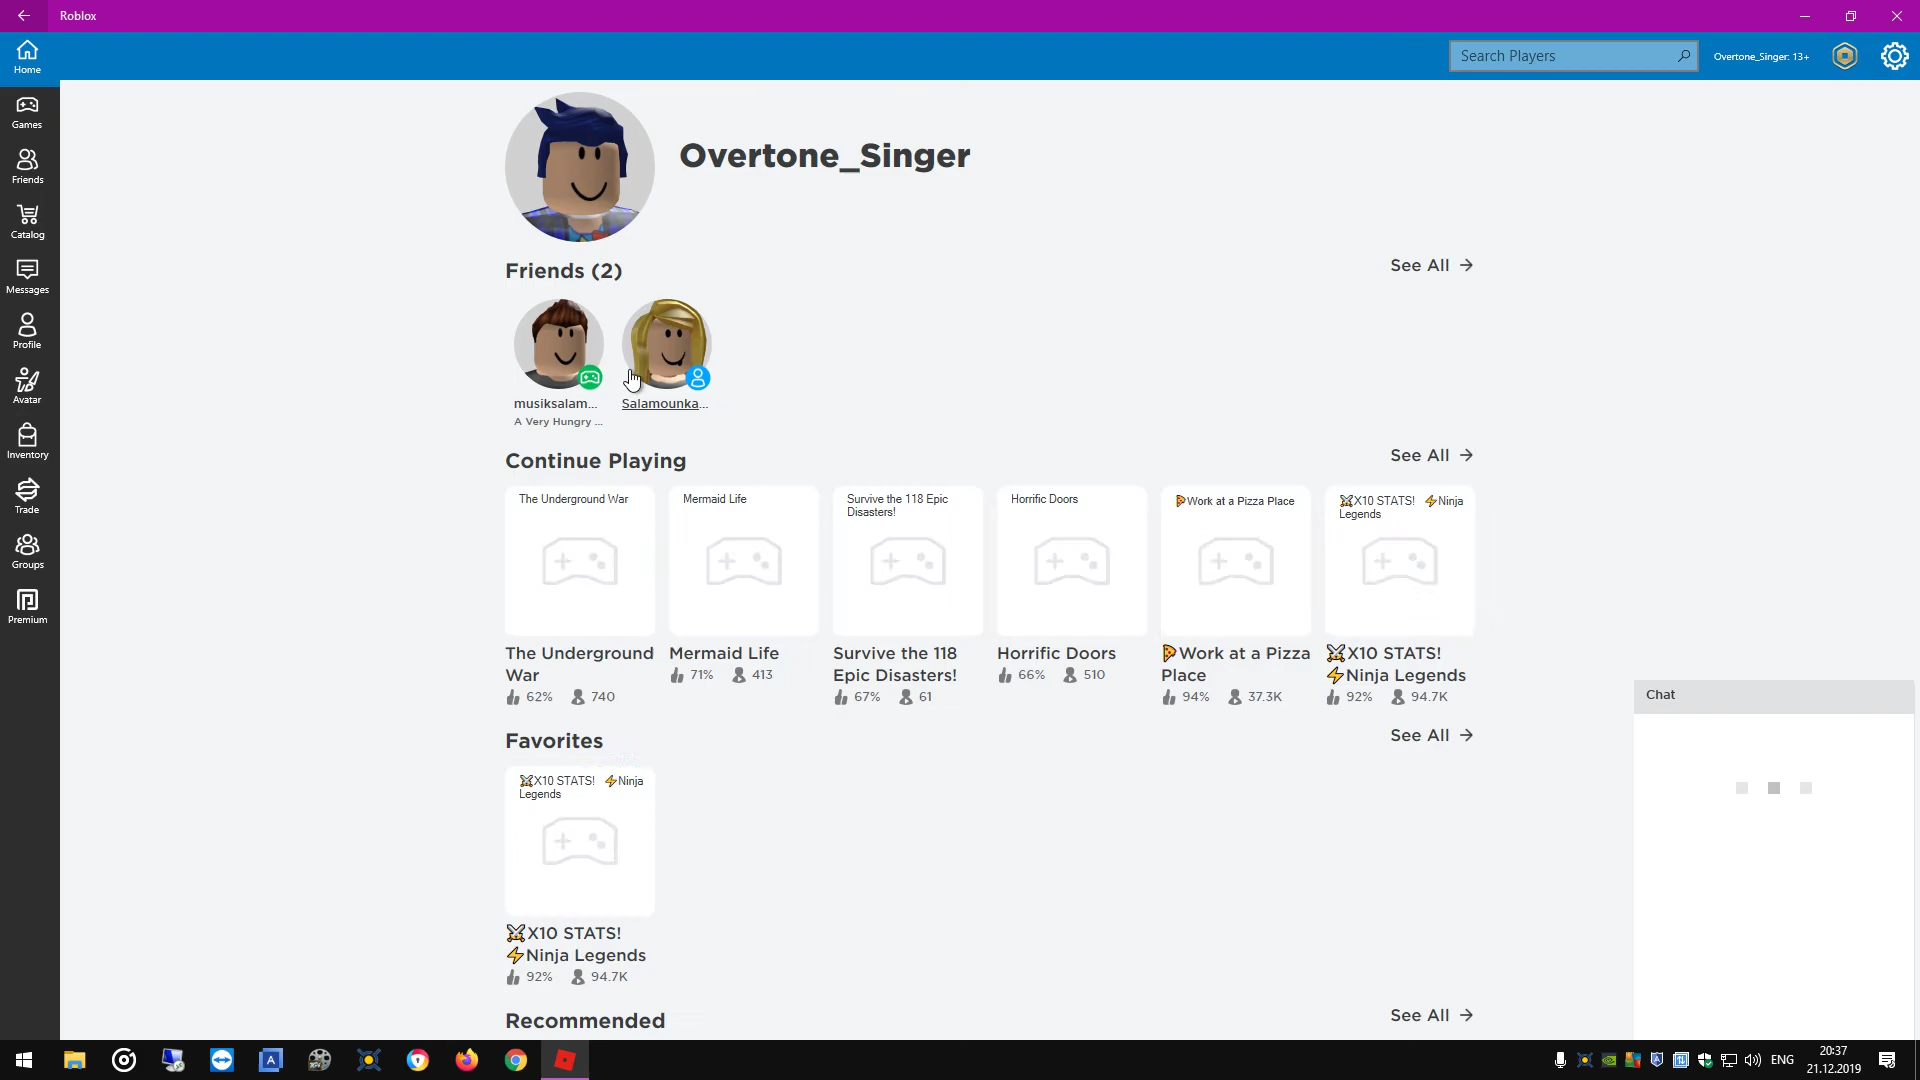 Roblox
Home
Search Players
Overtone_Singer: 13+
Games
Friends
Catalog
Messages
Profile
Avatar
Inventory
Trade
Groups
Premium
Overtone_Singer
Friends (2)
See All
musiksalam...
A Very Hungry ...
Salamounka...
Continue Playing
See All
The Underground War
Mermaid Life
Survive the 118 Epic
Disasters!
Horrific Doors
Work at a Pizza Place
X10 STATS! Ninja
Legends
The Underground
War
62% 740
Mermaid Life
71% 413
Survive the 118
Epic Disasters!
67% 61
Horrific Doors
66% 510
Work at a Pizza
Place
94% 37.3K
X10 STATS!
Ninja Legends
92% 94.7K
Favorites
See All
X10 STATS! Ninja
Legends
X10 STATS!
Ninja Legends
92% 94.7K
Recommended
See All
Chat
ENG
20:37
21.12.2019